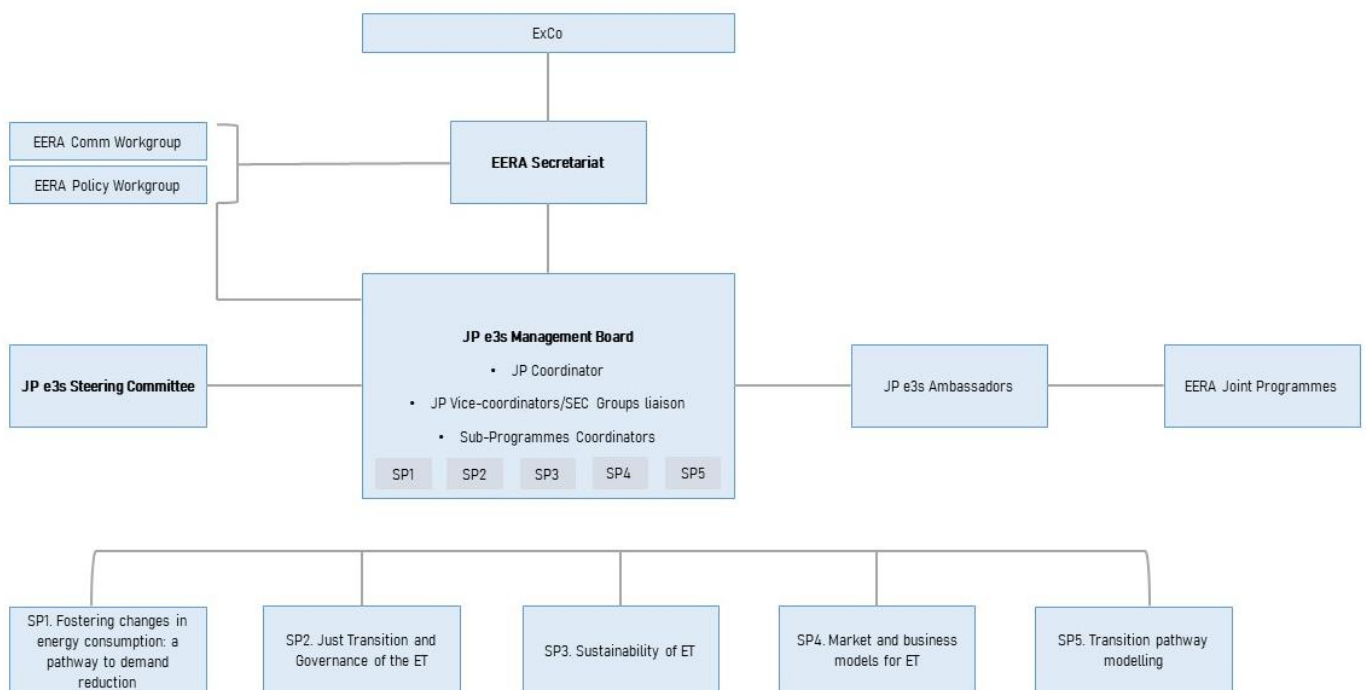 ExCo
EERA Comm Workgroup
EERA Policy Workgroup
EERA Secretariat
JP e3s Management Board
• JP Coordinator
• JP Vice-coordinators/SEC Groups liaison
• Sub-Programmes Coordinators
SP1 SP2 SP3 SP4 SP5
JP e3s Steering Committee
JP e3s Ambassadors
EERA Joint Programmes
SP1. Fostering changes in
energy consumption: a
pathway to demand
reduction
SP2. Just Transition and
Governance of the ET
SP3. Sustainability of ET
SP4. Market and business
models for ET
SP5. Transition pathway
modelling